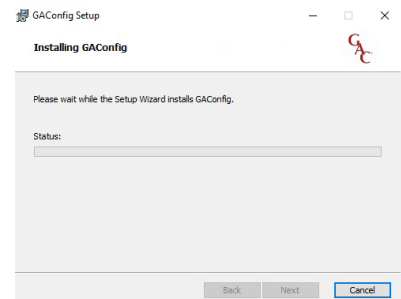 GAConfig Setup
Installing GAConfig
GAC
Please wait while the Setup Wizard installs GAConfig.
Status:
Back Next Cancel